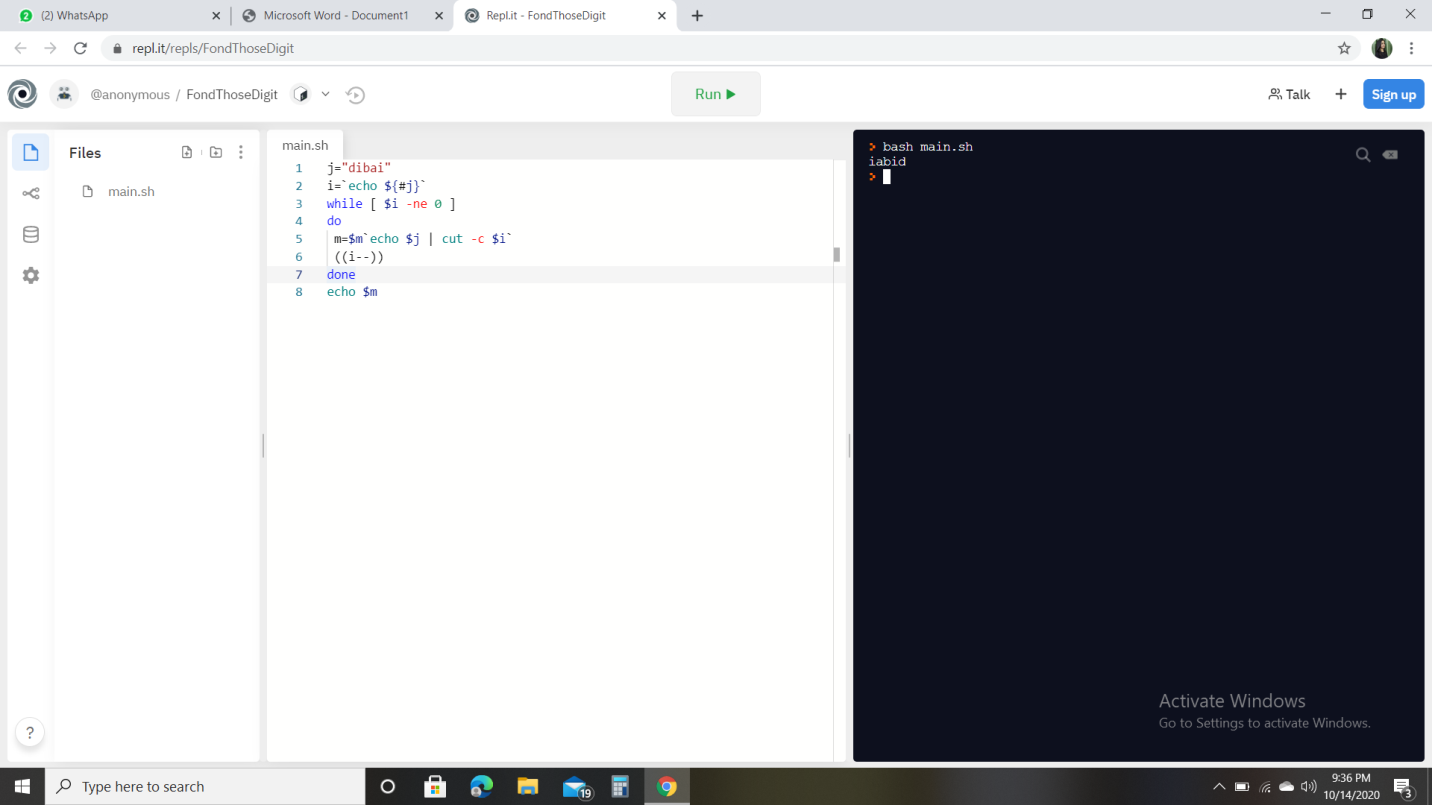 (2) WhatsApp
Microsoft Word - Document1
Repl.it - FondThoseDigit
repl.it/repls/FondThoseDigit
@anonymous / FondThoseDigit
Run
Talk
Sign up
Files
main.sh
main.sh
1 j="dibai"
2 i=`echo ${#j}`
3 while [ $i -ne 0 ]
4 do
5 m=$m`echo $j | cut -c $i`
6 ((i--))
7 done
8 echo $m
> bash main.sh
iabid
>
Activate Windows
Go to Settings to activate Windows.
?
Type here to search
19
9:36 PM
10/14/2020
3